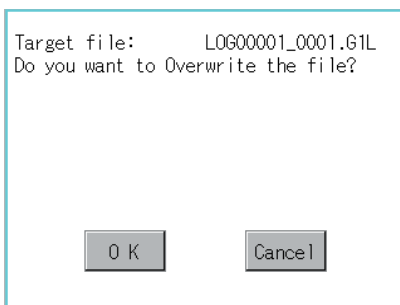 Target file: LOG00001_0001.G1L
Do you want to Overwrite the file?
OK
Cancel